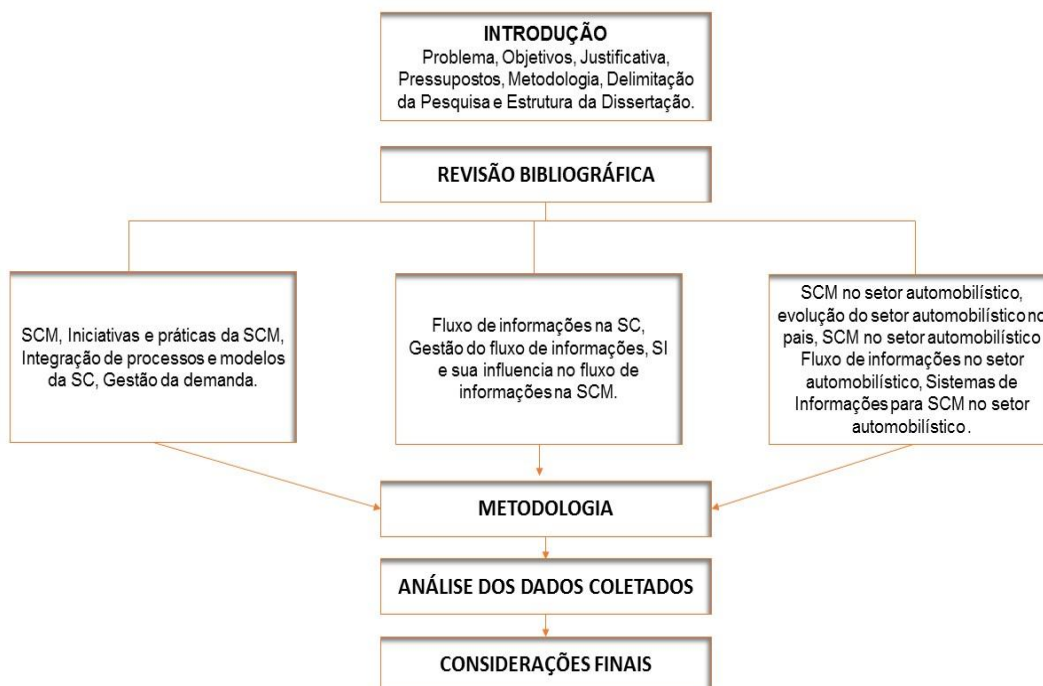 INTRODUÇÃO
Problema, Objetivos, Justificativa,
Pressupostos, Metodologia, Delimitação
da Pesquisa e Estrutura da Dissertação.
REVISÃO BIBLIOGRÁFICA
SCM, Iniciativas e práticas da SCM,
Integração de processos e modelos
da SC, Gestão da demanda.
Fluxo de informações na SC,
Gestão do fluxo de informações, SI
e sua influencia no fluxo de
informações na SCM.
SCM no setor automobilístico,
evolução do setor automobilístico no
pais, SCM no setor automobilístico
Fluxo de informações no setor
automobilístico, Sistemas de
Informações para SCM no setor
automobilístico.
METODOLOGIA
ANÁLISE DOS DADOS COLETADOS
CONSIDERAÇÕES FINAIS